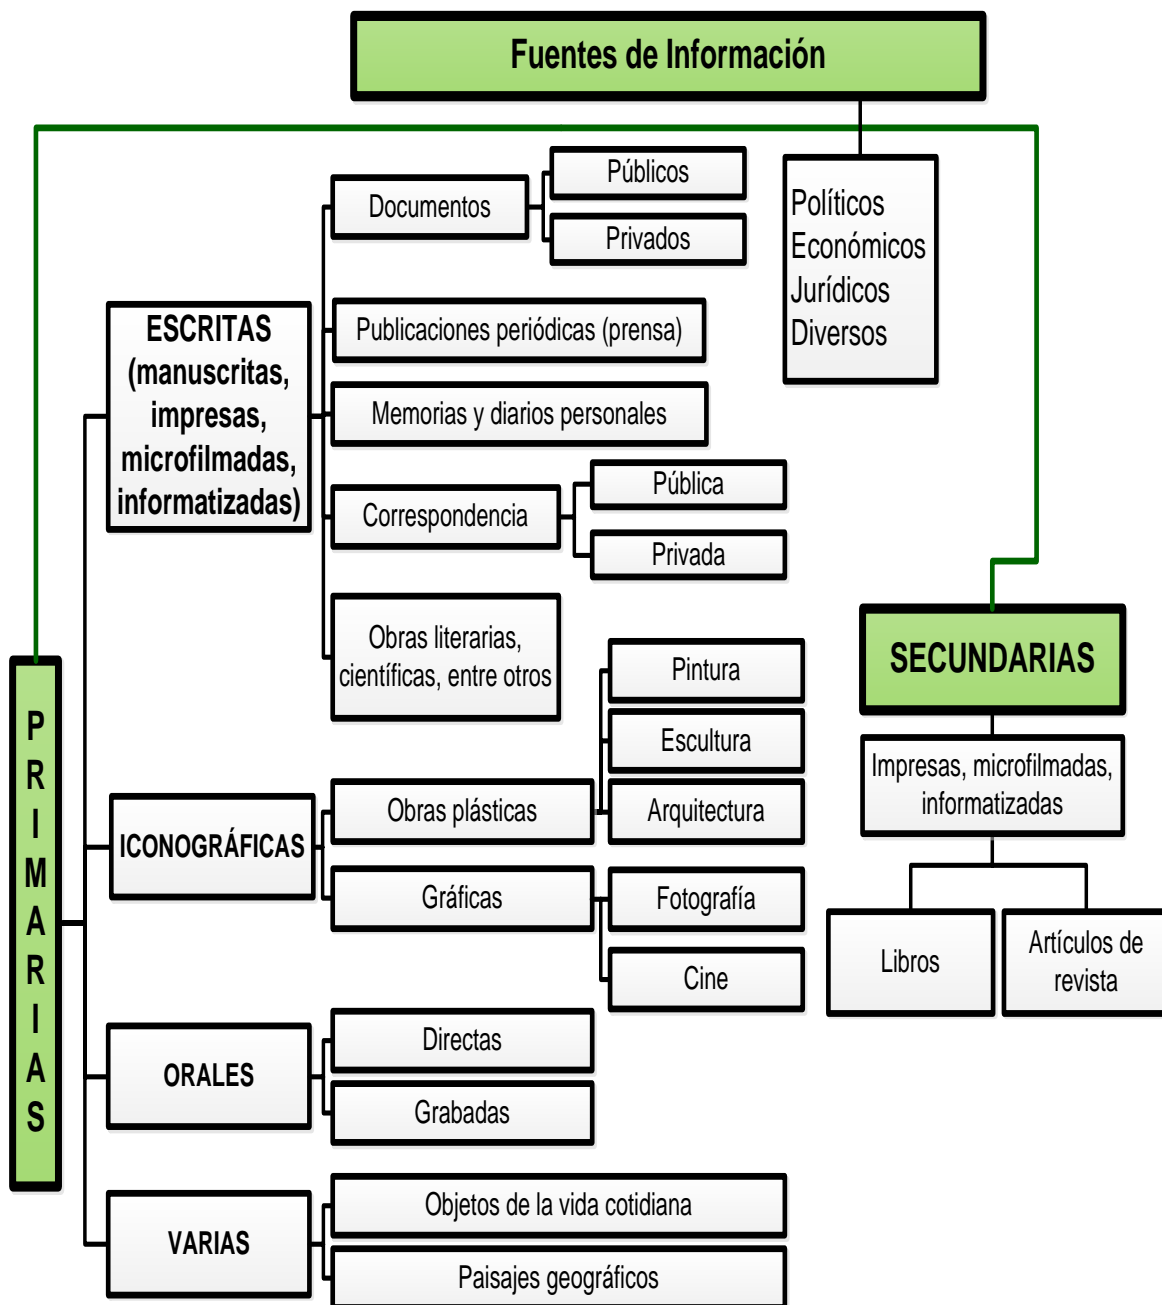 Fuentes de Información
Políticos
Económicos
Jurídicos
Diversos
PRIMARIAS
ESCRITAS
(manuscritas,
impresas,
microfilmadas,
informatizadas)
Documentos
Públicos
Privados
Publicaciones periódicas (prensa)
Memorias y diarios personales
Correspondencia
Pública
Privada
Obras literarias,
científicas, entre otros
ICONOGRÁFICAS
Obras plásticas
Pintura
Escultura
Arquitectura
Gráficas
Fotografía
Cine
ORALES
Directas
Grabadas
VARIAS
Objetos de la vida cotidiana
Paisajes geográficos
SECUNDARIAS
Impresas, microfilmadas,
informatizadas
Libros
Artículos de
revista